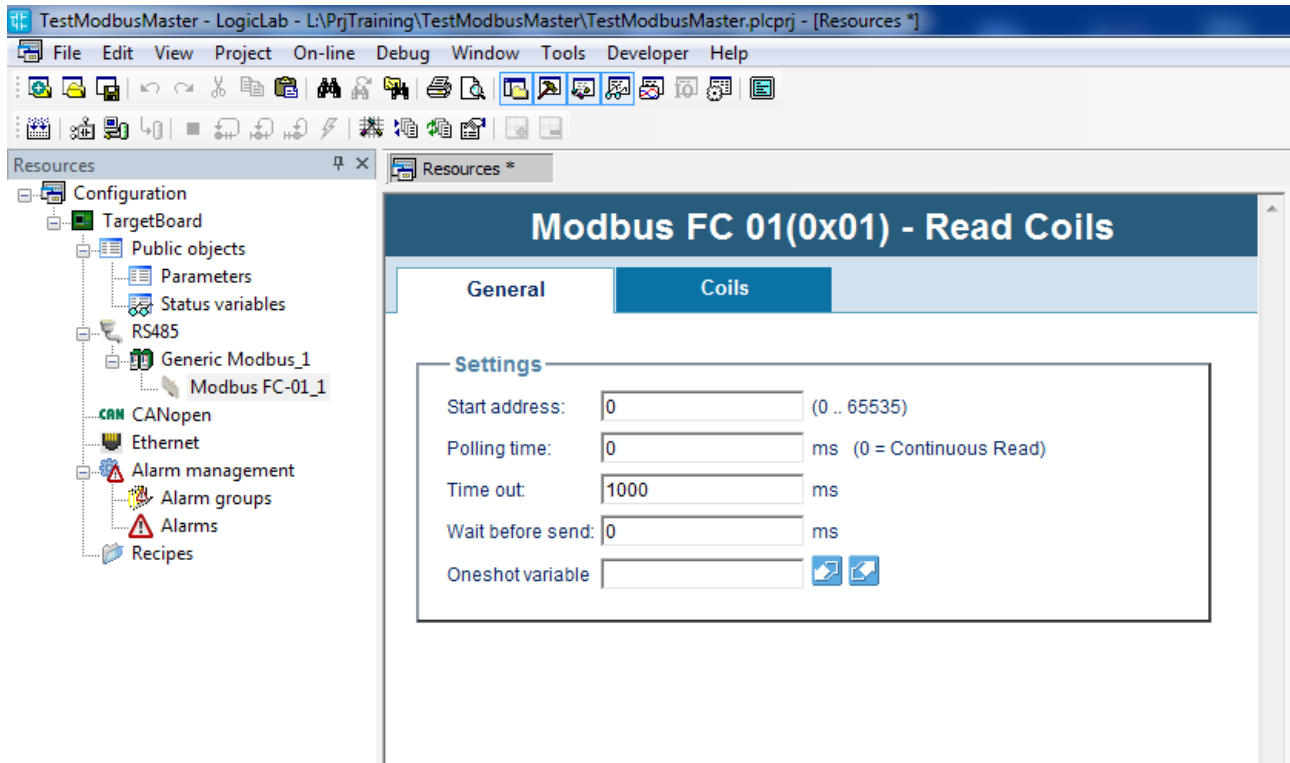 TestModbusMaster - LogicLab - L:\PrjTraining\TestModbusMaster\TestModbusMaster.plcprj - [Resources *]
File Edit View Project On-line Debug Window Tools Developer Help
Resources
Resources *
Configuration
TargetBoard
Public objects
Parameters
Status variables
RS485
Generic Modbus_1
Modbus FC-01_1
CAN CANopen
Ethernet
Alarm management
Alarm groups
Alarms
Recipes
Modbus FC 01(0x01) - Read Coils
General Coils
Settings
Start address: 0 (0 .. 65535)
Polling time: 0 ms (0 = Continuous Read)
Time out: 1000 ms
Wait before send: 0 ms
Oneshot variable